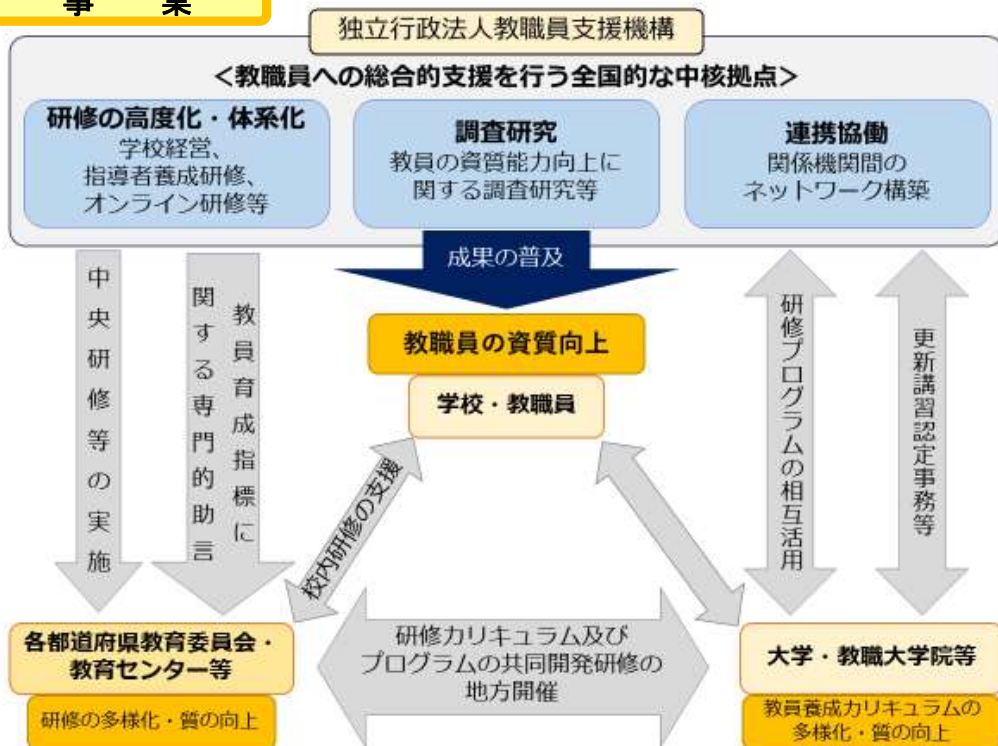 事 業
独立行政法人教職員支援機構
<教職員への総合的支援を行う全国的な中核拠点>
研修の高度化・体系化
学校経営、
指導者養成研修、
オンライン研修等
調査研究
教員の資質能力向上に
関する調査研究等
連携協働
関係機関間の
ネットワーク構築
成果の普及
中央研修等の実施
教員育成指標に
関する専門的助言
教職員の資質向上
学校・教職員
研修プログラムの相互活用
更新講習認定事務等
校内研修の支援
各都道府県教育委員会・
教育センター等
研修の多様化・質の向上
研修カリキュラム及び
プログラムの共同開発研修の
地方開催
大学・教職大学院等
教員養成カリキュラムの
多様化・質の向上